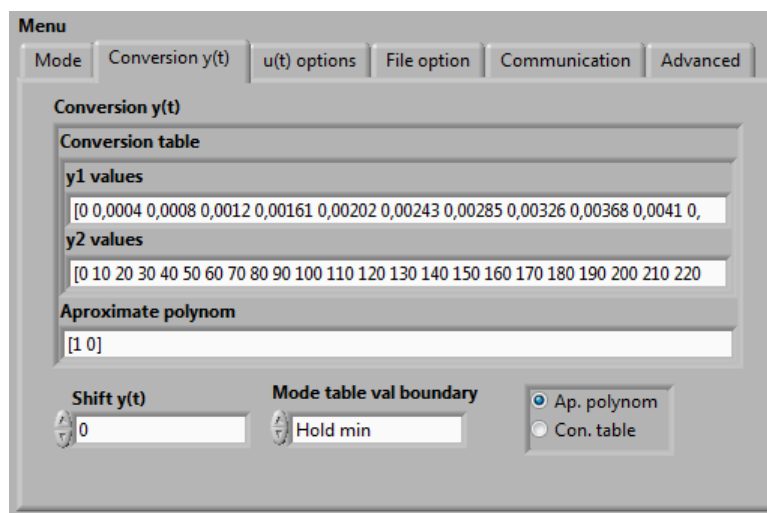 Menu
Mode Conversion y(t) u(t) options File option Communication Advanced
Conversion y(t)
Conversion table
y1 values
[0 0,0004 0,0008 0,0012 0,00161 0,00202 0,00243 0,00285 0,00326 0,00368 0,0041 0,
y2 values
[0 10 20 30 40 50 60 70 80 90 100 110 120 130 140 150 160 170 180 190 200 210 220
Aproximate polynom
[1 0]
Shift y(t) Mode table val boundary
0 Hold min
Ap. polynom
Con. table